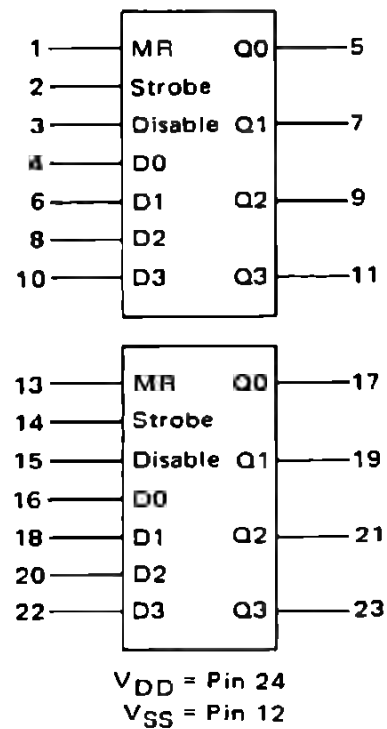 1 MR Q0 5
2 Strobe
3 Disable Q1 7
4 D0
6 D1 Q2 9
8 D2
10 D3 Q3 11
13 MR Q0 17
14 Strobe
15 Disable Q1 19
16 D0
18 D1 Q2 21
20 D2
22 D3 Q3 23
VDD = Pin 24
VSS = Pin 12